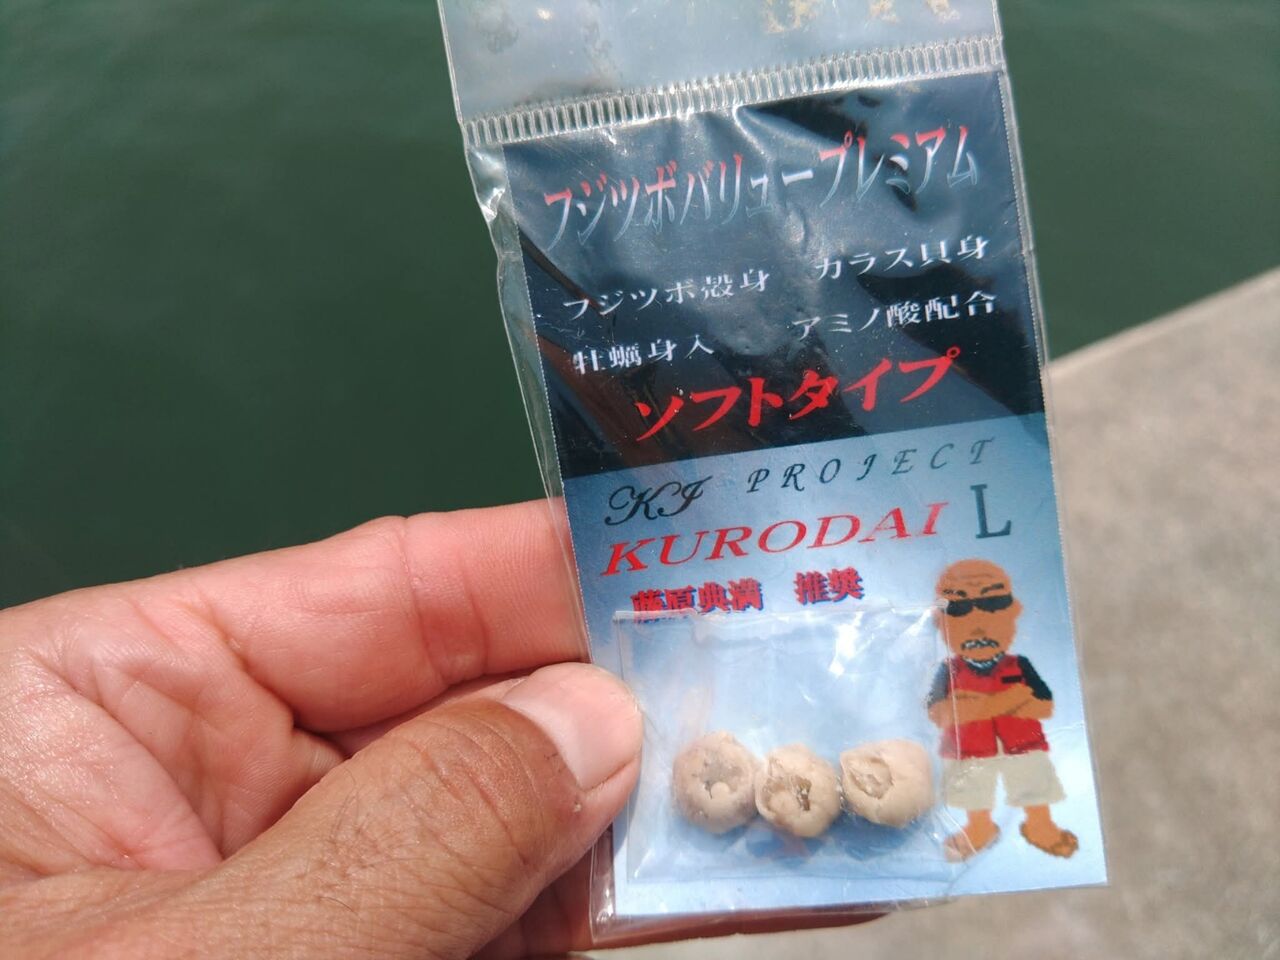 フジツボバリュープレミアム
フジツボ殻身　カラス貝身
牡蠣身入　アミノ酸配合
ソフトタイプ
KJ PROJECT
KURODAI L
藤原典満　推奨